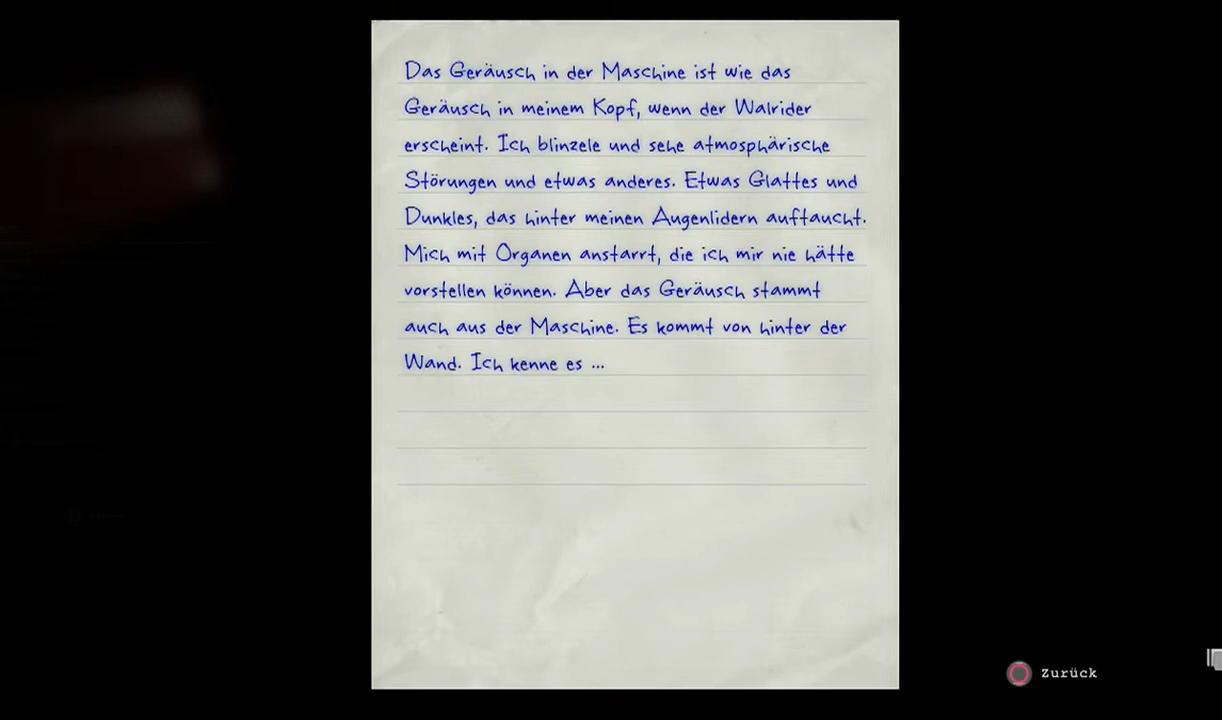 Das Geräusch in der Maschine ist wie das
Geräusch in meinem Kopf, wenn der Walrider
erscheint. Ich blinzele und sehe atmosphärische
Störungen und etwas anderes. Etwas Glattes und
Dunkles, das hinter meinen Augenlidern auftaucht.
Mich mit Organen anstarrt, die ich mir nie hätte
vorstellen können. Aber das Geräusch stammt
auch aus der Maschine. Es kommt von hinter der
Wand. Ich kenne es ...
Zurück